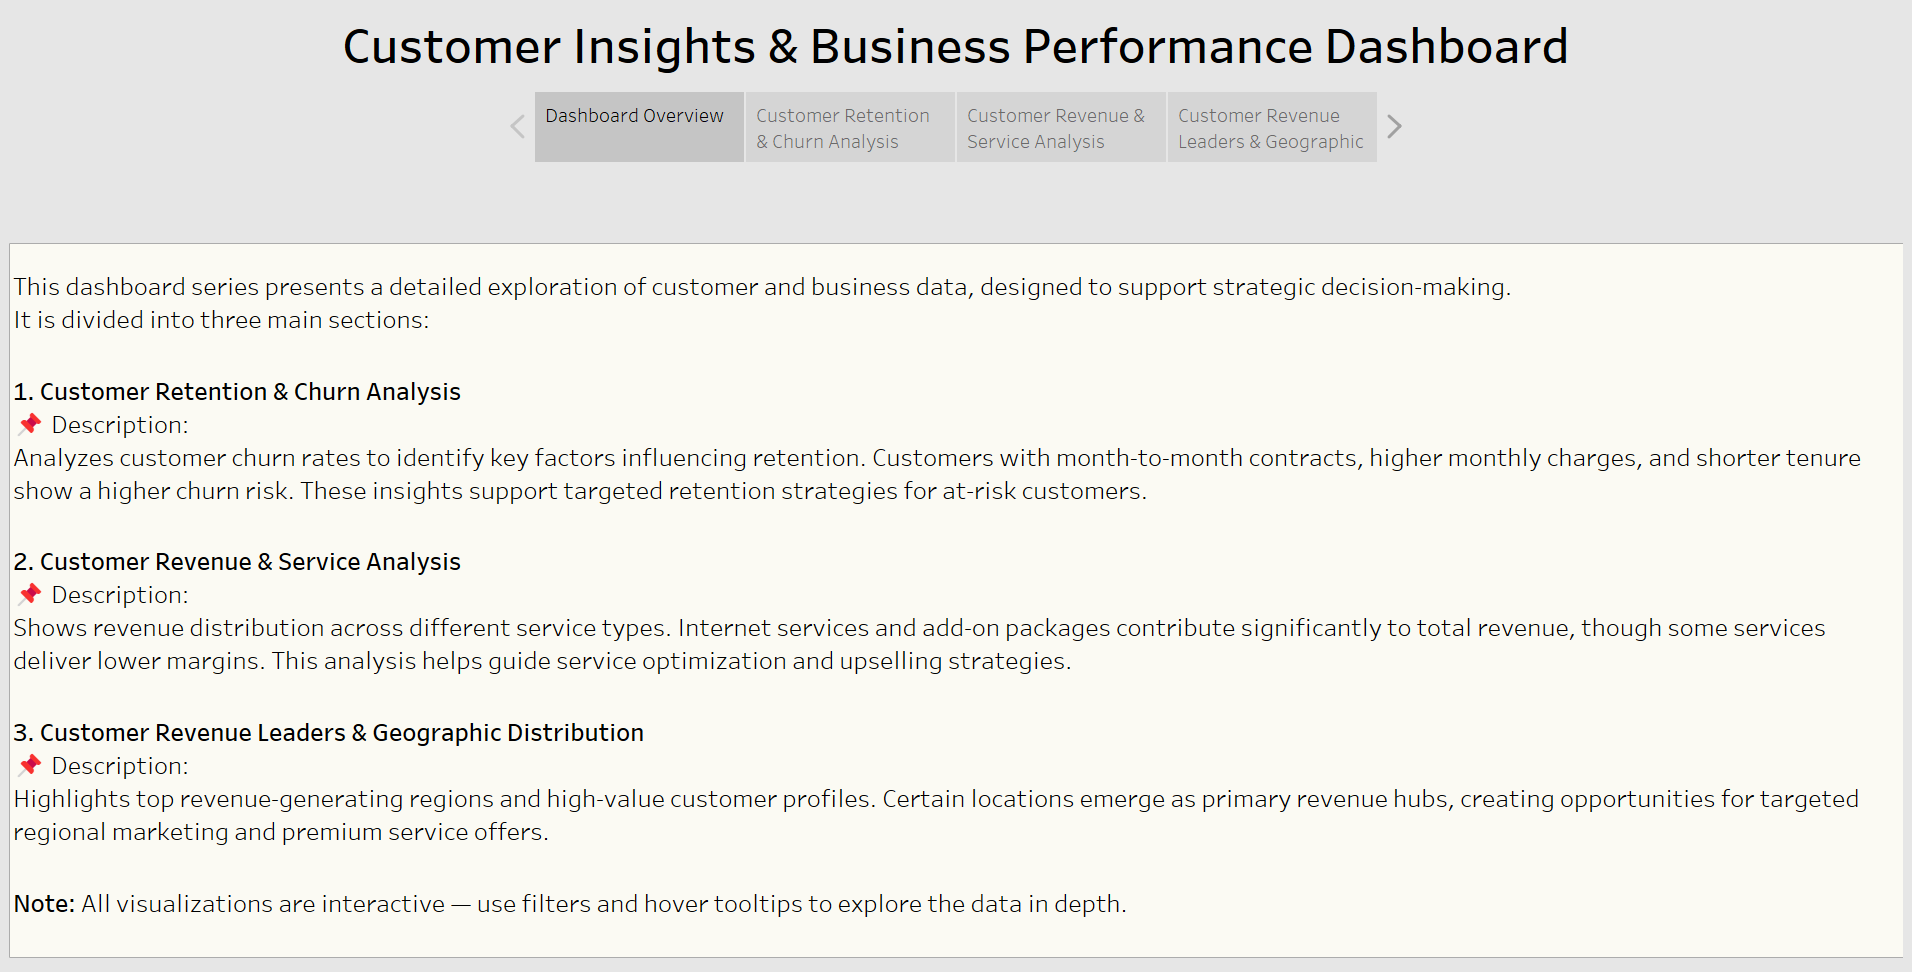 Customer Insights & Business Performance Dashboard
Dashboard Overview
Customer Retention
& Churn Analysis
Customer Revenue &
Service Analysis
Customer Revenue
Leaders & Geographic
This dashboard series presents a detailed exploration of customer and business data, designed to support strategic decision-making.
It is divided into three main sections:
1. Customer Retention & Churn Analysis
📌 Description:
Analyzes customer churn rates to identify key factors influencing retention. Customers with month-to-month contracts, higher monthly charges, and shorter tenure
show a higher churn risk. These insights support targeted retention strategies for at-risk customers.
2. Customer Revenue & Service Analysis
📌 Description:
Shows revenue distribution across different service types. Internet services and add-on packages contribute significantly to total revenue, though some services
deliver lower margins. This analysis helps guide service optimization and upselling strategies.
3. Customer Revenue Leaders & Geographic Distribution
📌 Description:
Highlights top revenue-generating regions and high-value customer profiles. Certain locations emerge as primary revenue hubs, creating opportunities for targeted
regional marketing and premium service offers.
Note: All visualizations are interactive — use filters and hover tooltips to explore the data in depth.